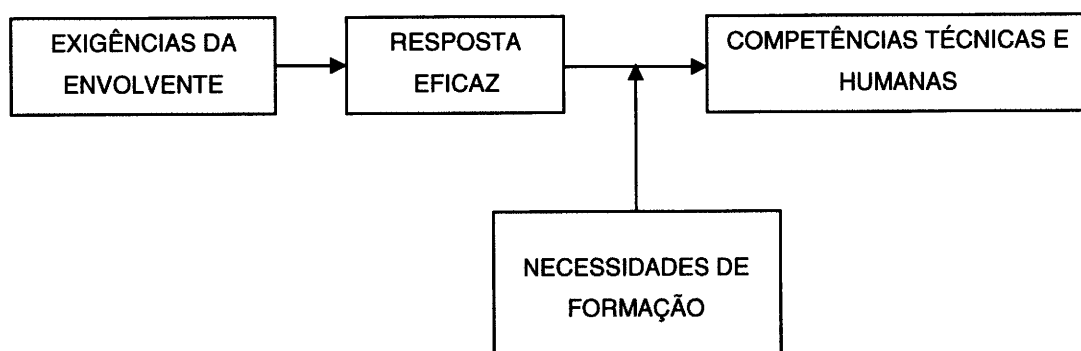 EXIGÊNCIAS DA
ENVOLVENTE
RESPOSTA
EFICAZ
COMPETÊNCIAS TÉCNICAS E
HUMANAS
NECESSIDADES DE
FORMAÇÃO